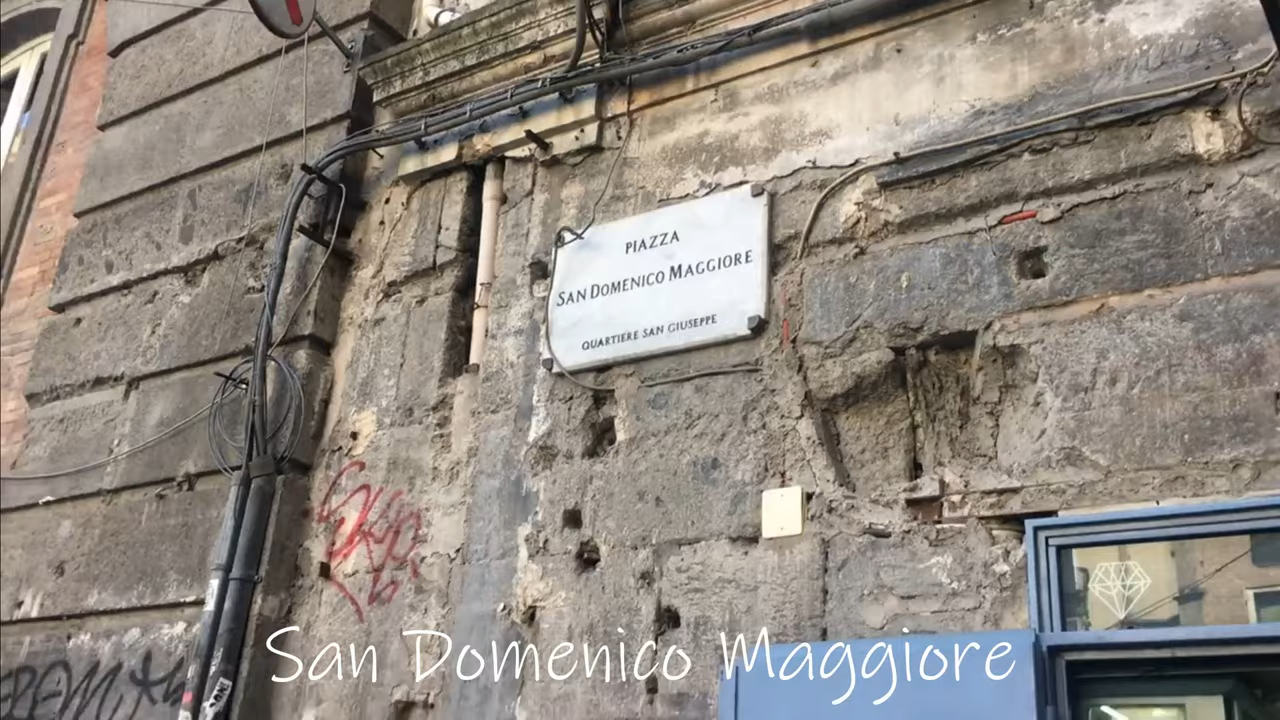 PIAZZA
SAN DOMENICO MAGGIORE
QUARTIERE SAN GIUSEPPE
San Domenico Maggiore